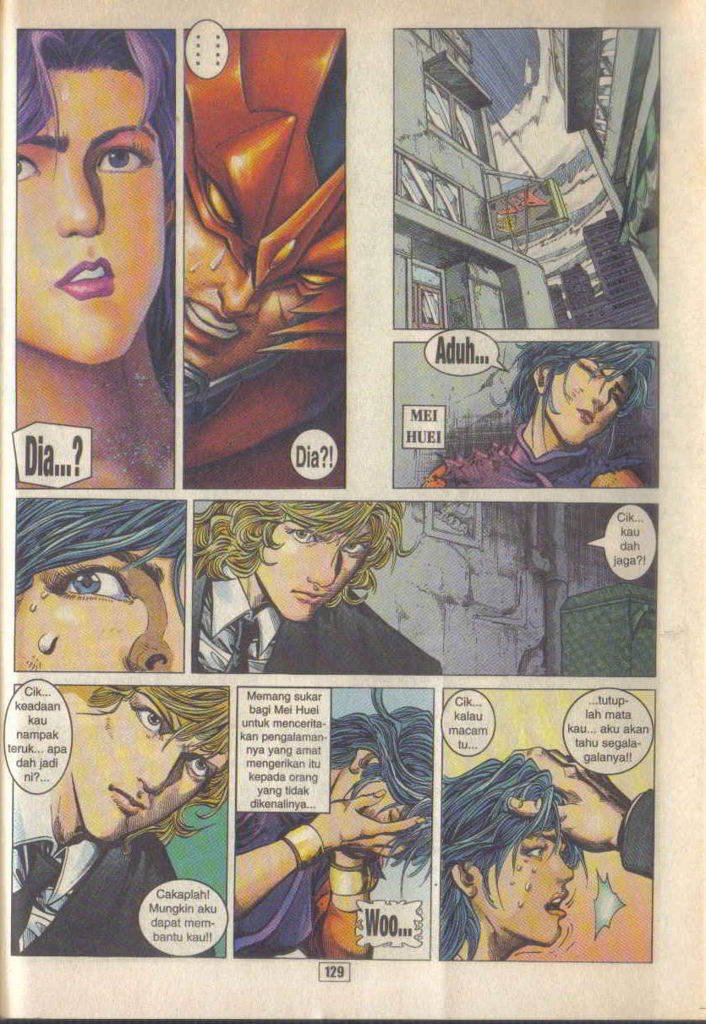 Dia...?
Dia?!
Aduh...
MEI
HUEI
Cik...
kau
dah
jaga?!
Cik...
keadaan
kau
nampak
teruk... apa
dah jadi
ni?...
Cakaplah!
Mungkin aku
dapat mem-
bantu kau!!
Memang sukar
bagi Mei Huei
untuk mencerita-
kan pengalaman-
nya yang amat
mengerikan itu
kepada orang
yang tidak
dikenalinya...
Woo...
Cik...
kalau
macam
tu...
...tutup-
lah mata
kau... aku akan
tahu segala-
galanya!!
129